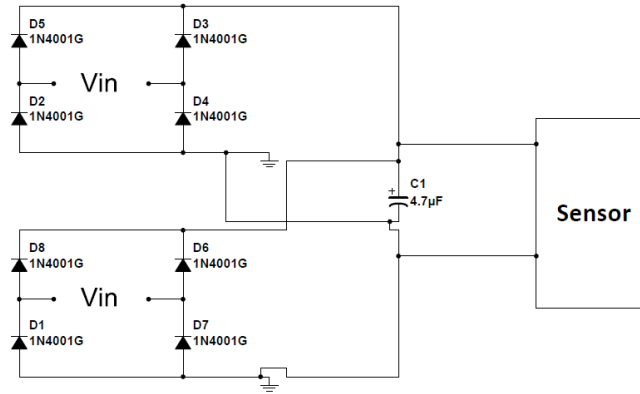 D5
1N4001G
D3
1N4001G
Vin
D2
1N4001G
D4
1N4001G
+
C1
4.7µF
Sensor
D8
1N4001G
D6
1N4001G
Vin
D1
1N4001G
D7
1N4001G